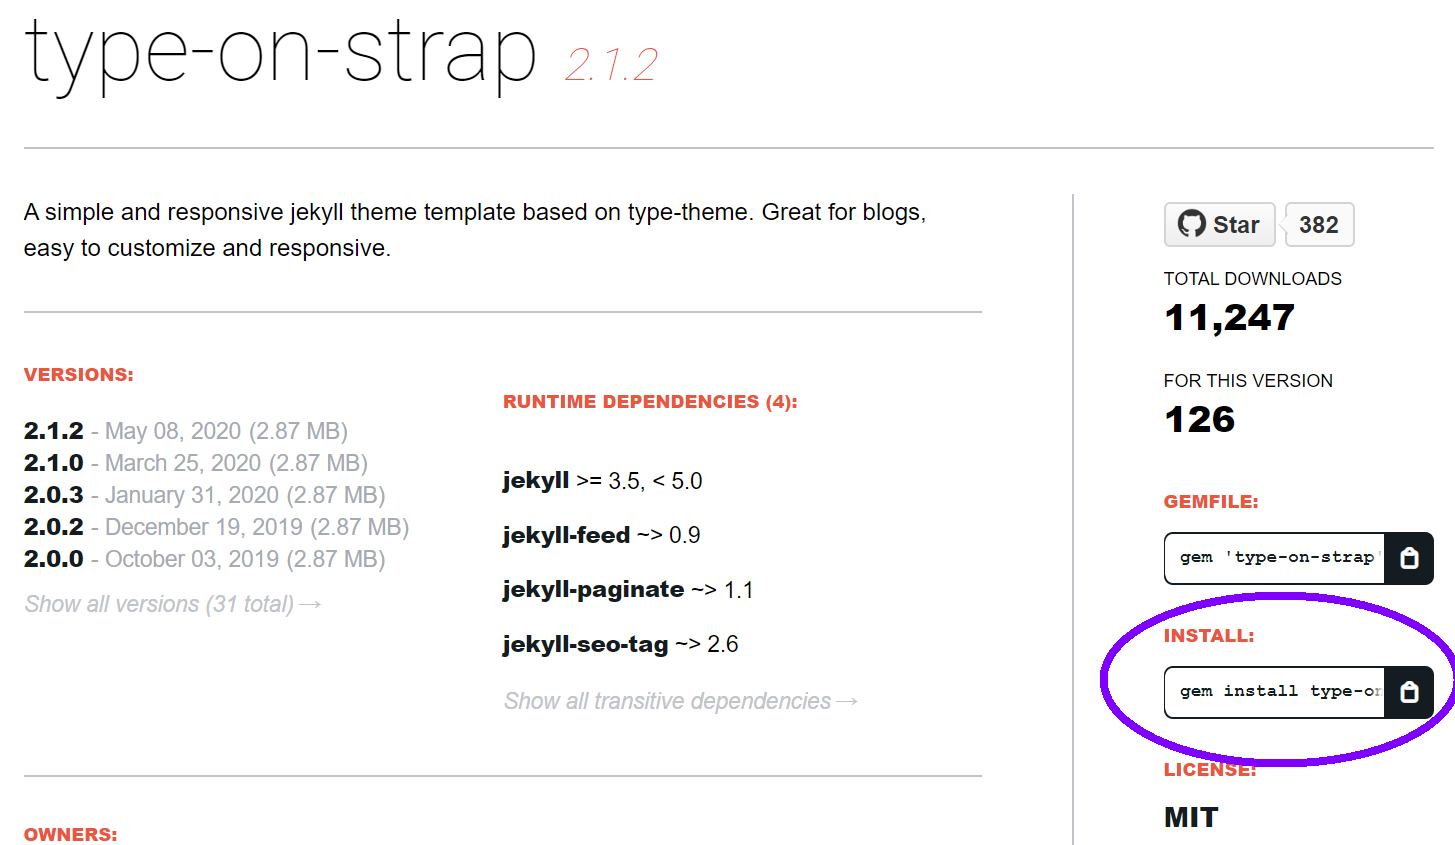 type-on-strap 2.1.2
A simple and responsive jekyll theme template based on type-theme. Great for blogs,
easy to customize and responsive.
VERSIONS:
2.1.2 - May 08, 2020 (2.87 MB)
2.1.0 - March 25, 2020 (2.87 MB)
2.0.3 - January 31, 2020 (2.87 MB)
2.0.2 - December 19, 2019 (2.87 MB)
2.0.0 - October 03, 2019 (2.87 MB)
Show all versions (31 total) →
RUNTIME DEPENDENCIES (4):
jekyll >= 3.5, < 5.0
jekyll-feed ~> 0.9
jekyll-paginate ~> 1.1
jekyll-seo-tag ~> 2.6
Show all transitive dependencies →
OWNERS:
Star 382
TOTAL DOWNLOADS
11,247
FOR THIS VERSION
126
GEMFILE:
gem 'type-on-strap'
INSTALL:
gem install type-on
LICENSE:
MIT